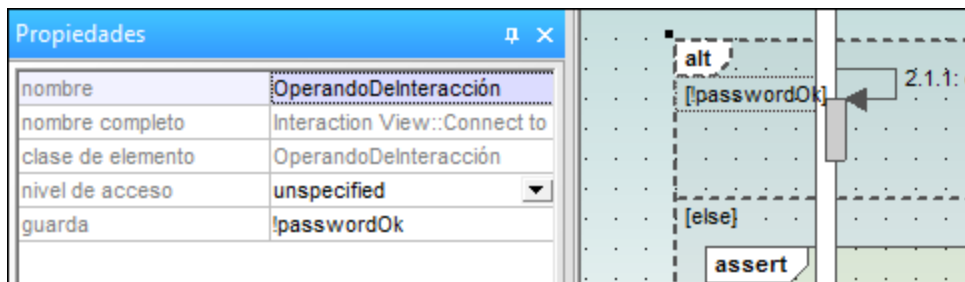 Propiedades
nombre OperandoDeInteracción
nombre completo Interaction View::Connect to
clase de elemento OperandoDeInteracción
nivel de acceso unspecified
guarda !passwordOk
alt
[!passwordOk]
2.1.1:
[else]
assert